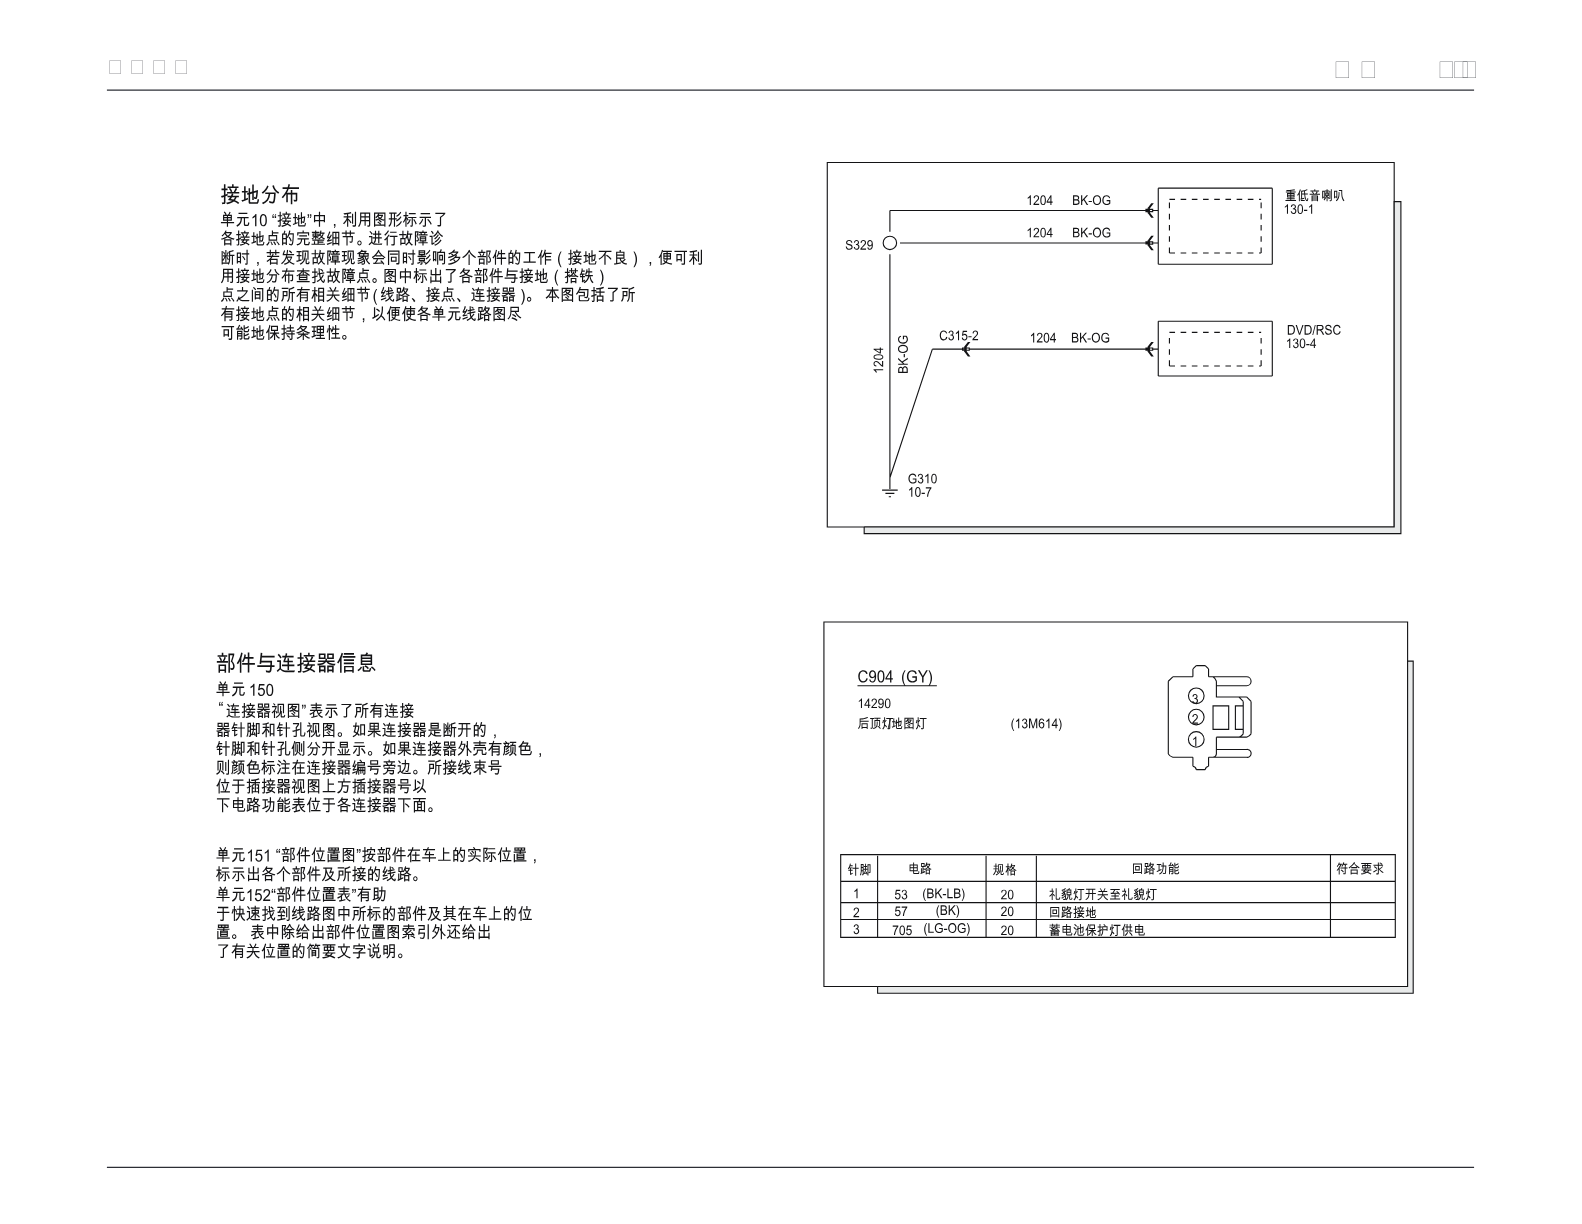 接地分布
单元10 “接地”中，利用图形标示了
各接地点的完整细节。进行故障诊
断时，若发现故障现象会同时影响多个部件的工作（接地不良），便可利
用接地分布查找故障点。图中标出了各部件与接地（搭铁）
点之间的所有相关细节(线路、接点、连接器)。 本图包括了所
有接地点的相关细节，以便使各单元线路图尽
可能地保持条理性。
1204 BK-OG
重低音喇叭
130-1
1204 BK-OG
S329
1204
BK-OG
C315-2
1204 BK-OG
DVD/RSC
130-4
G310
10-7
部件与连接器信息
单元 150
“连接器视图” 表示了所有连接
器针脚和针孔视图。如果连接器是断开的，
针脚和针孔侧分开显示。如果连接器外壳有颜色，
则颜色标注在连接器编号旁边。所接线束号
位于插接器视图上方插接器号以
下电路功能表位于各连接器下面。
单元151 “部件位置图”按部件在车上的实际位置，
标示出各个部件及所接的线路。
单元152“部件位置表”有助
于快速找到线路图中所标的部件及其在车上的位
置。 表中除给出部件位置图索引外还给出
了有关位置的简要文字说明。
C904 (GY)
14290
后顶灯/地图灯 (13M614)
3
2
1
针脚 电路 规格 回路功能 符合要求
1 53 (BK-LB) 20 礼貌灯开关至礼貌灯
2 57 (BK) 20 回路接地
3 705 (LG-OG) 20 蓄电池保护灯供电